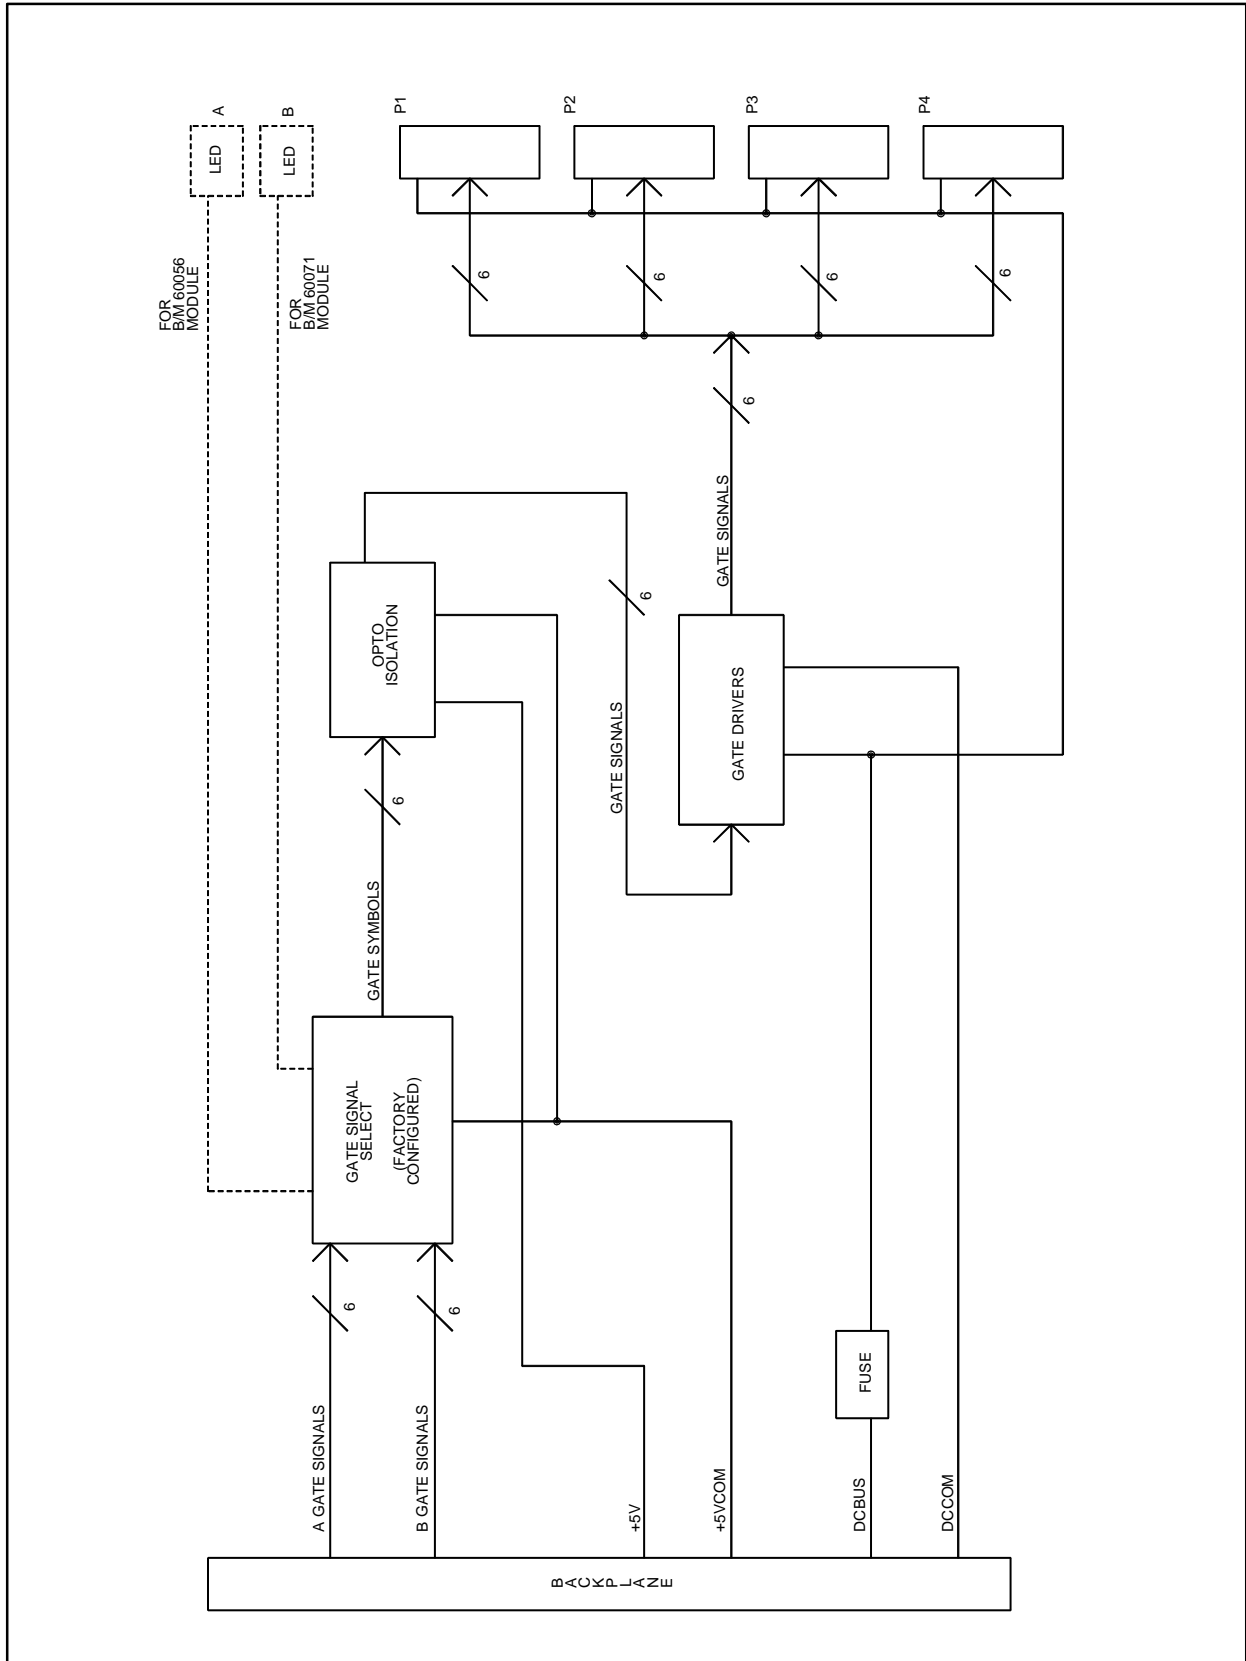 A
LED
B
LED
FOR
B/M 60056
MODULE
FOR
B/M 60071
MODULE
P1
P2
P3
P4
6
6
6
6
6
GATE SIGNALS
OPTO
ISOLATION
6
GATE SIGNALS
GATE DRIVERS
6
GATE SYMBOLS
GATE SIGNAL
SELECT
(FACTORY
CONFIGURED)
6
6
A GATE SIGNALS
B GATE SIGNALS
+5V
+5VCOM
FUSE
DCBUS
DCCOM
BACKPLANE